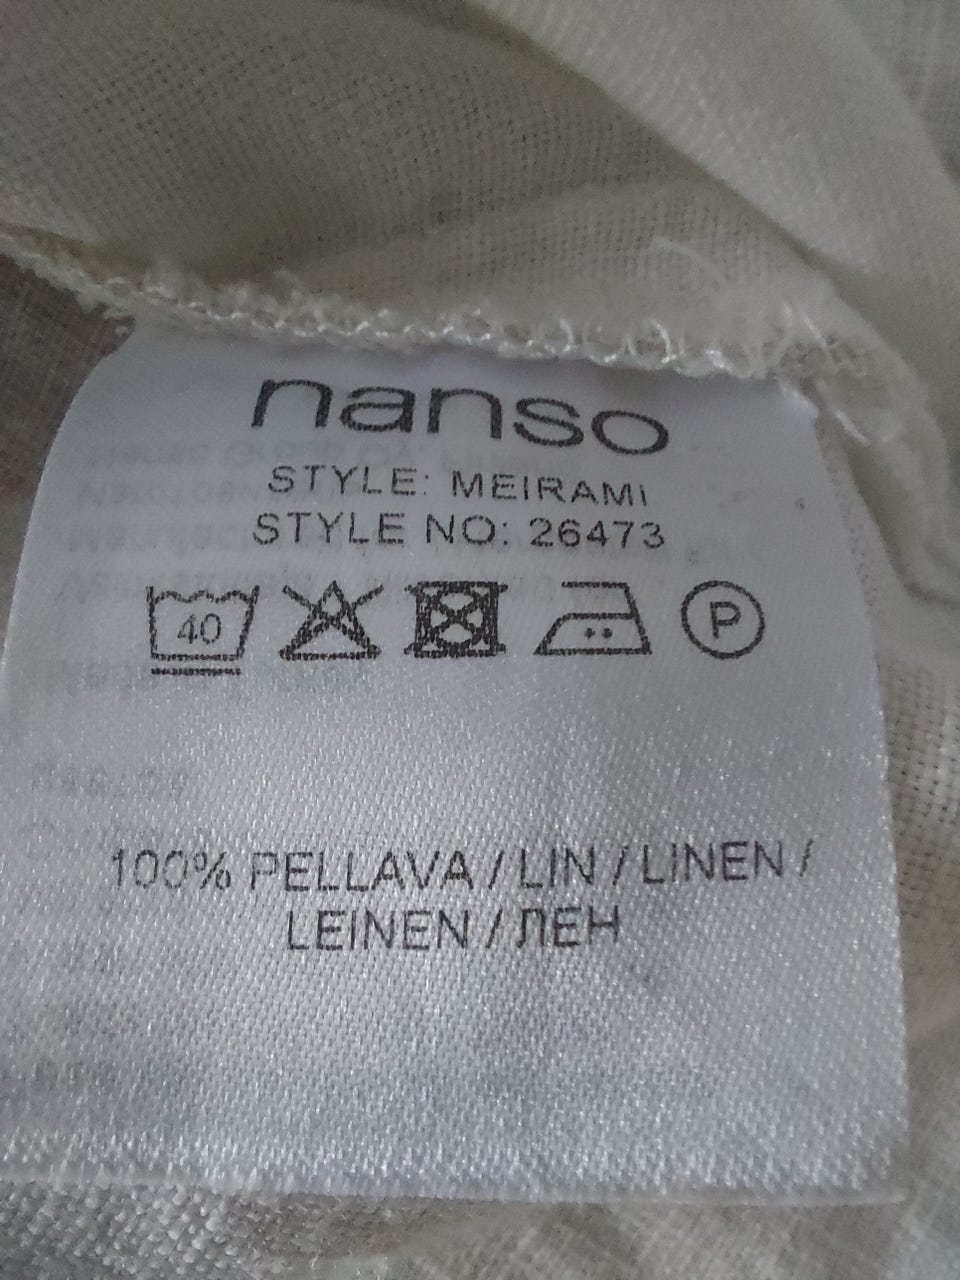 nanso
STYLE: MEIRAMI
STYLE NO: 26473
40 P
100% PELLAVA / LIN / LINEN /
LEINEN / ЛЕН